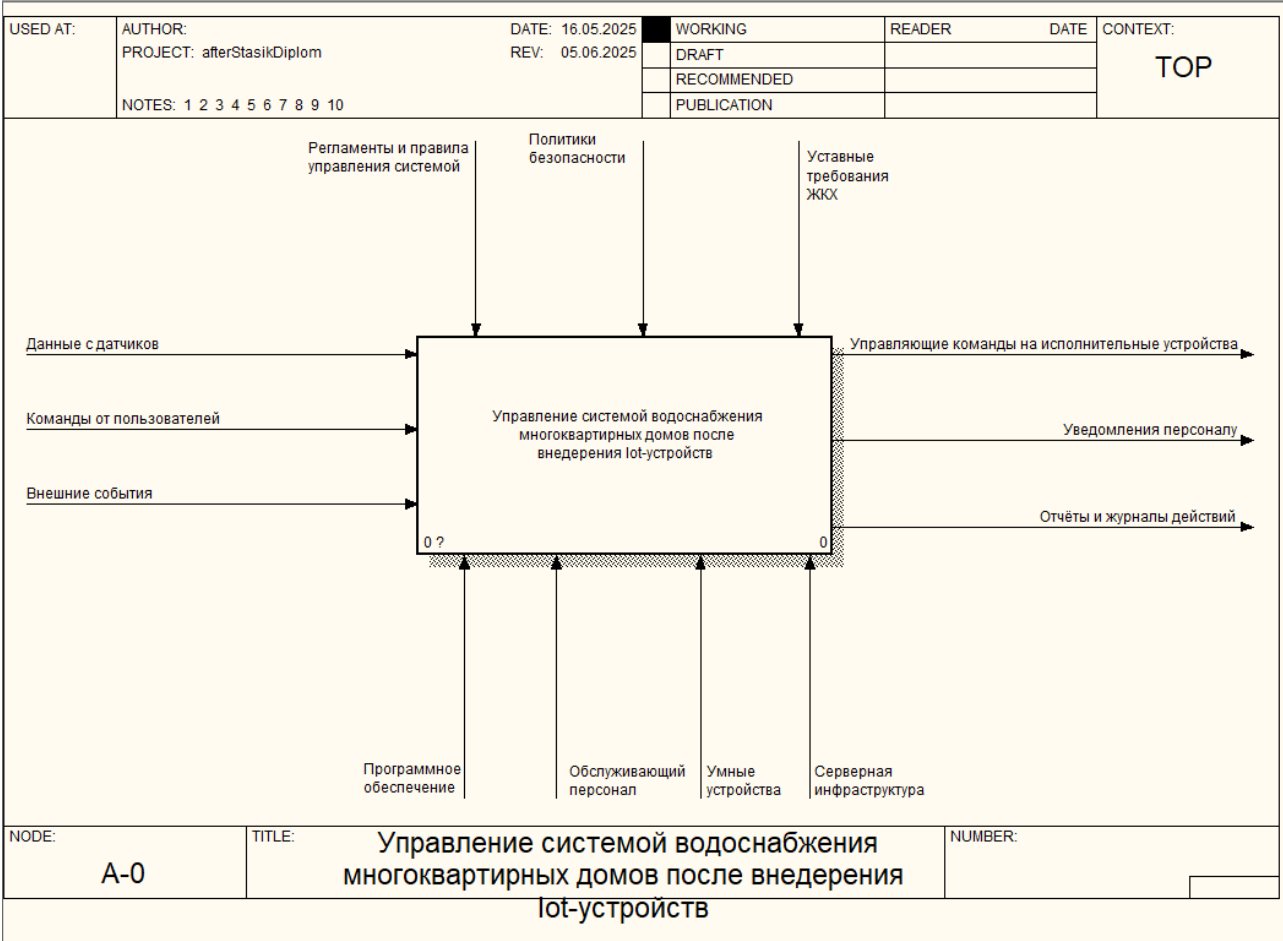 USED AT:
AUTHOR:
DATE: 16.05.2025
WORKING
READER
DATE
CONTEXT:
PROJECT: afterStasikDiplom
REV: 05.06.2025
DRAFT
TOP
RECOMMENDED
NOTES: 1 2 3 4 5 6 7 8 9 10
PUBLICATION
Регламенты и правила
управления системой
Политики
безопасности
Уставные
требования
ЖКХ
Данные с датчиков
Команды от пользователей
Внешние события
Управление системой водоснабжения
многоквартирных домов после
внедерения Iot-устройств
0 ?
0
Управляющие команды на исполнительные устройства
Уведомления персоналу
Отчёты и журналы действий
Программное
обеспечение
Обслуживающий
персонал
Умные
устройства
Серверная
инфраструктура
NODE:
A-0
TITLE:
Управление системой водоснабжения
многоквартирных домов после внедерения
Iot-устройств
NUMBER: